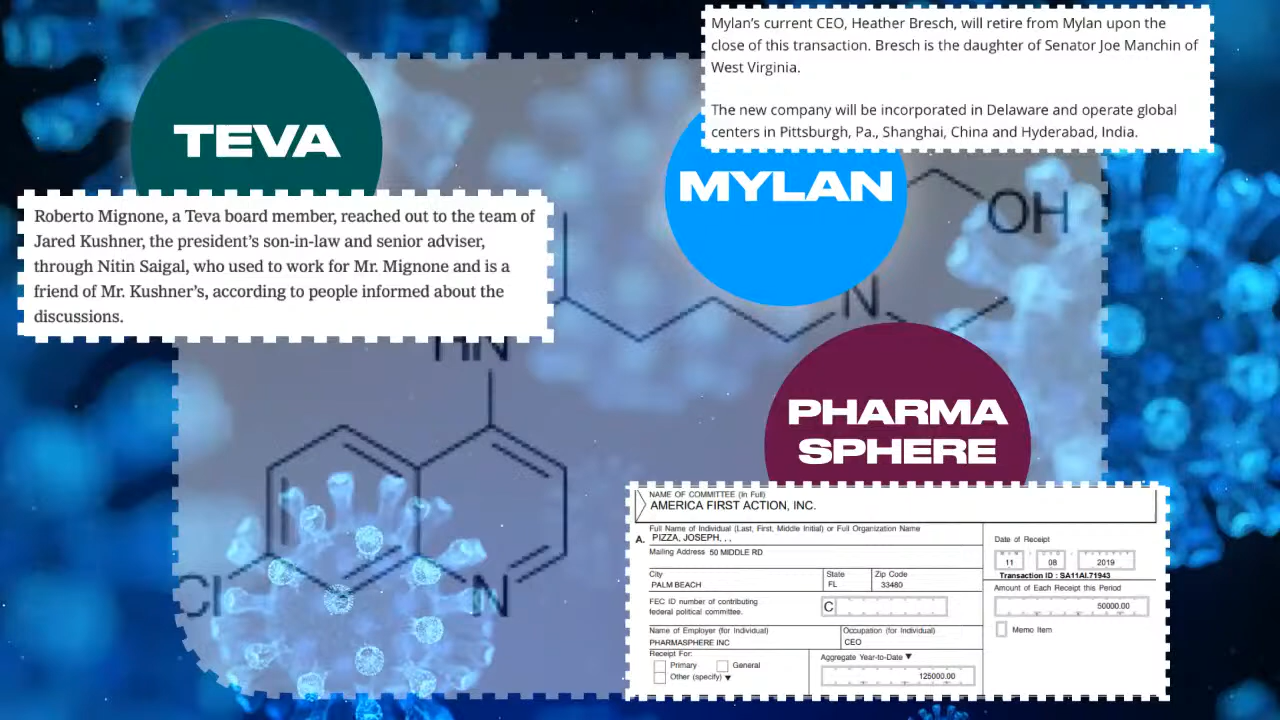 TEVA
Roberto Mignone, a Teva board member, reached out to the team of
Jared Kushner, the president's son-in-law and senior adviser,
through Nitin Saigal, who used to work for Mr. Mignone and is a
friend of Mr. Kushner's, according to people informed about the
discussions.
Mylan's current CEO, Heather Bresch, will retire from Mylan upon the
close of this transaction. Bresch is the daughter of Senator Joe Manchin of
West Virginia.
The new company will be incorporated in Delaware and operate global
centers in Pittsburgh, Pa., Shanghai, China and Hyderabad, India.
MYLAN
OH
N
HN
Cl
N
PHARMA
SPHERE
NAME OF COMMITTEE (In Full)
AMERICA FIRST ACTION, INC.
Full Name of Individual (Last, First, Middle Initial) or Full Organization Name
A. PIZZA, JOSEPH, . .
Mailing Address 50 MIDDLE RD
City State Zip Code
PALM BEACH FL 33480
FEC ID number of contributing
federal political committee. C
Name of Employer (for Individual) Occupation (for Individual)
PHARMASPHERE INC CEO
Receipt For: Aggregate Year-to-Date ▼
Primary General
Other (specify) ▼ 125000.00
Date of Receipt
11 08 2019
Transaction ID : SA11AI.71943
Amount of Each Receipt this Period
50000.00
Memo Item